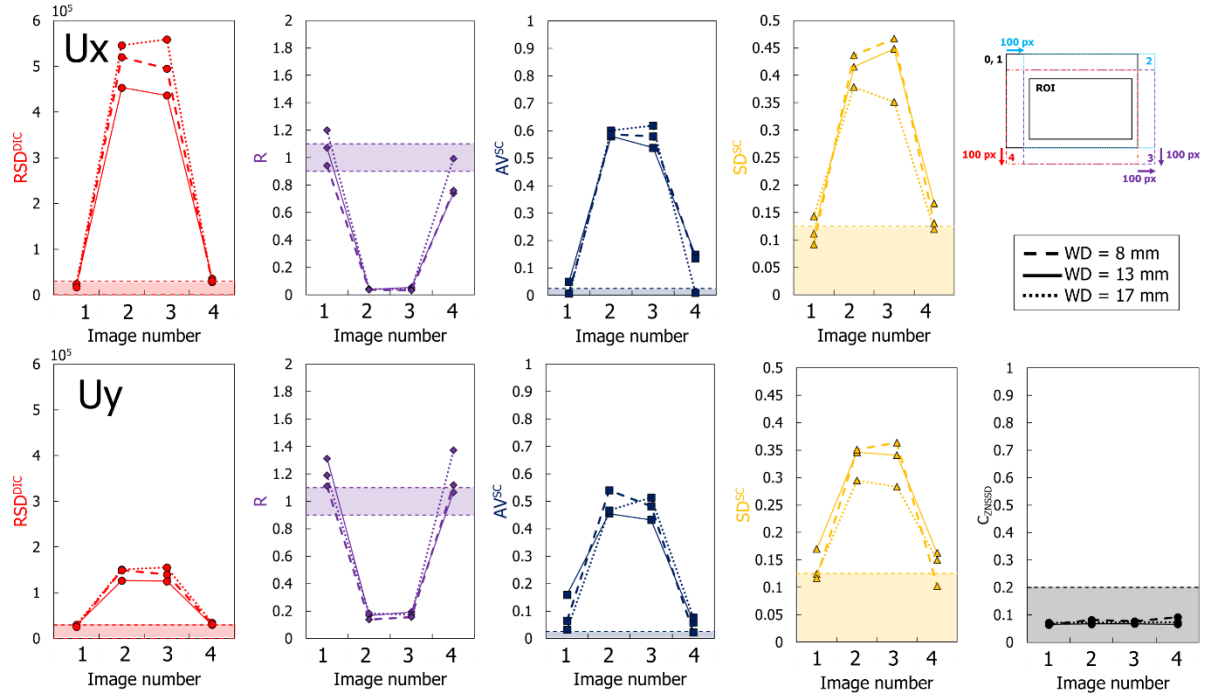 10⁵
6
5
4
3
2
1
0
Ux
RSD^DIC
1 2 3 4
Image number
2
1.8
1.6
1.4
1.2
1
0.8
0.6
0.4
0.2
0
R
1 2 3 4
Image number
1
0.9
0.8
0.7
0.6
0.5
0.4
0.3
0.2
0.1
0
AV^SC
1 2 3 4
Image number
0.5
0.45
0.4
0.35
0.3
0.25
0.2
0.15
0.1
0.05
0
SD^SC
1 2 3 4
Image number
100 px
0, 1
2
ROI
100 px
4
3
100 px
100 px
WD = 8 mm
WD = 13 mm
WD = 17 mm
10⁵
6
5
4
3
2
1
0
Uy
RSD^DIC
1 2 3 4
Image number
2
1.8
1.6
1.4
1.2
1
0.8
0.6
0.4
0.2
0
R
1 2 3 4
Image number
1
0.9
0.8
0.7
0.6
0.5
0.4
0.3
0.2
0.1
0
AV^SC
1 2 3 4
Image number
0.5
0.45
0.4
0.35
0.3
0.25
0.2
0.15
0.1
0.05
0
SD^SC
1 2 3 4
Image number
1
0.9
0.8
0.7
0.6
0.5
0.4
0.3
0.2
0.1
0
C_ZNSSD
1 2 3 4
Image number